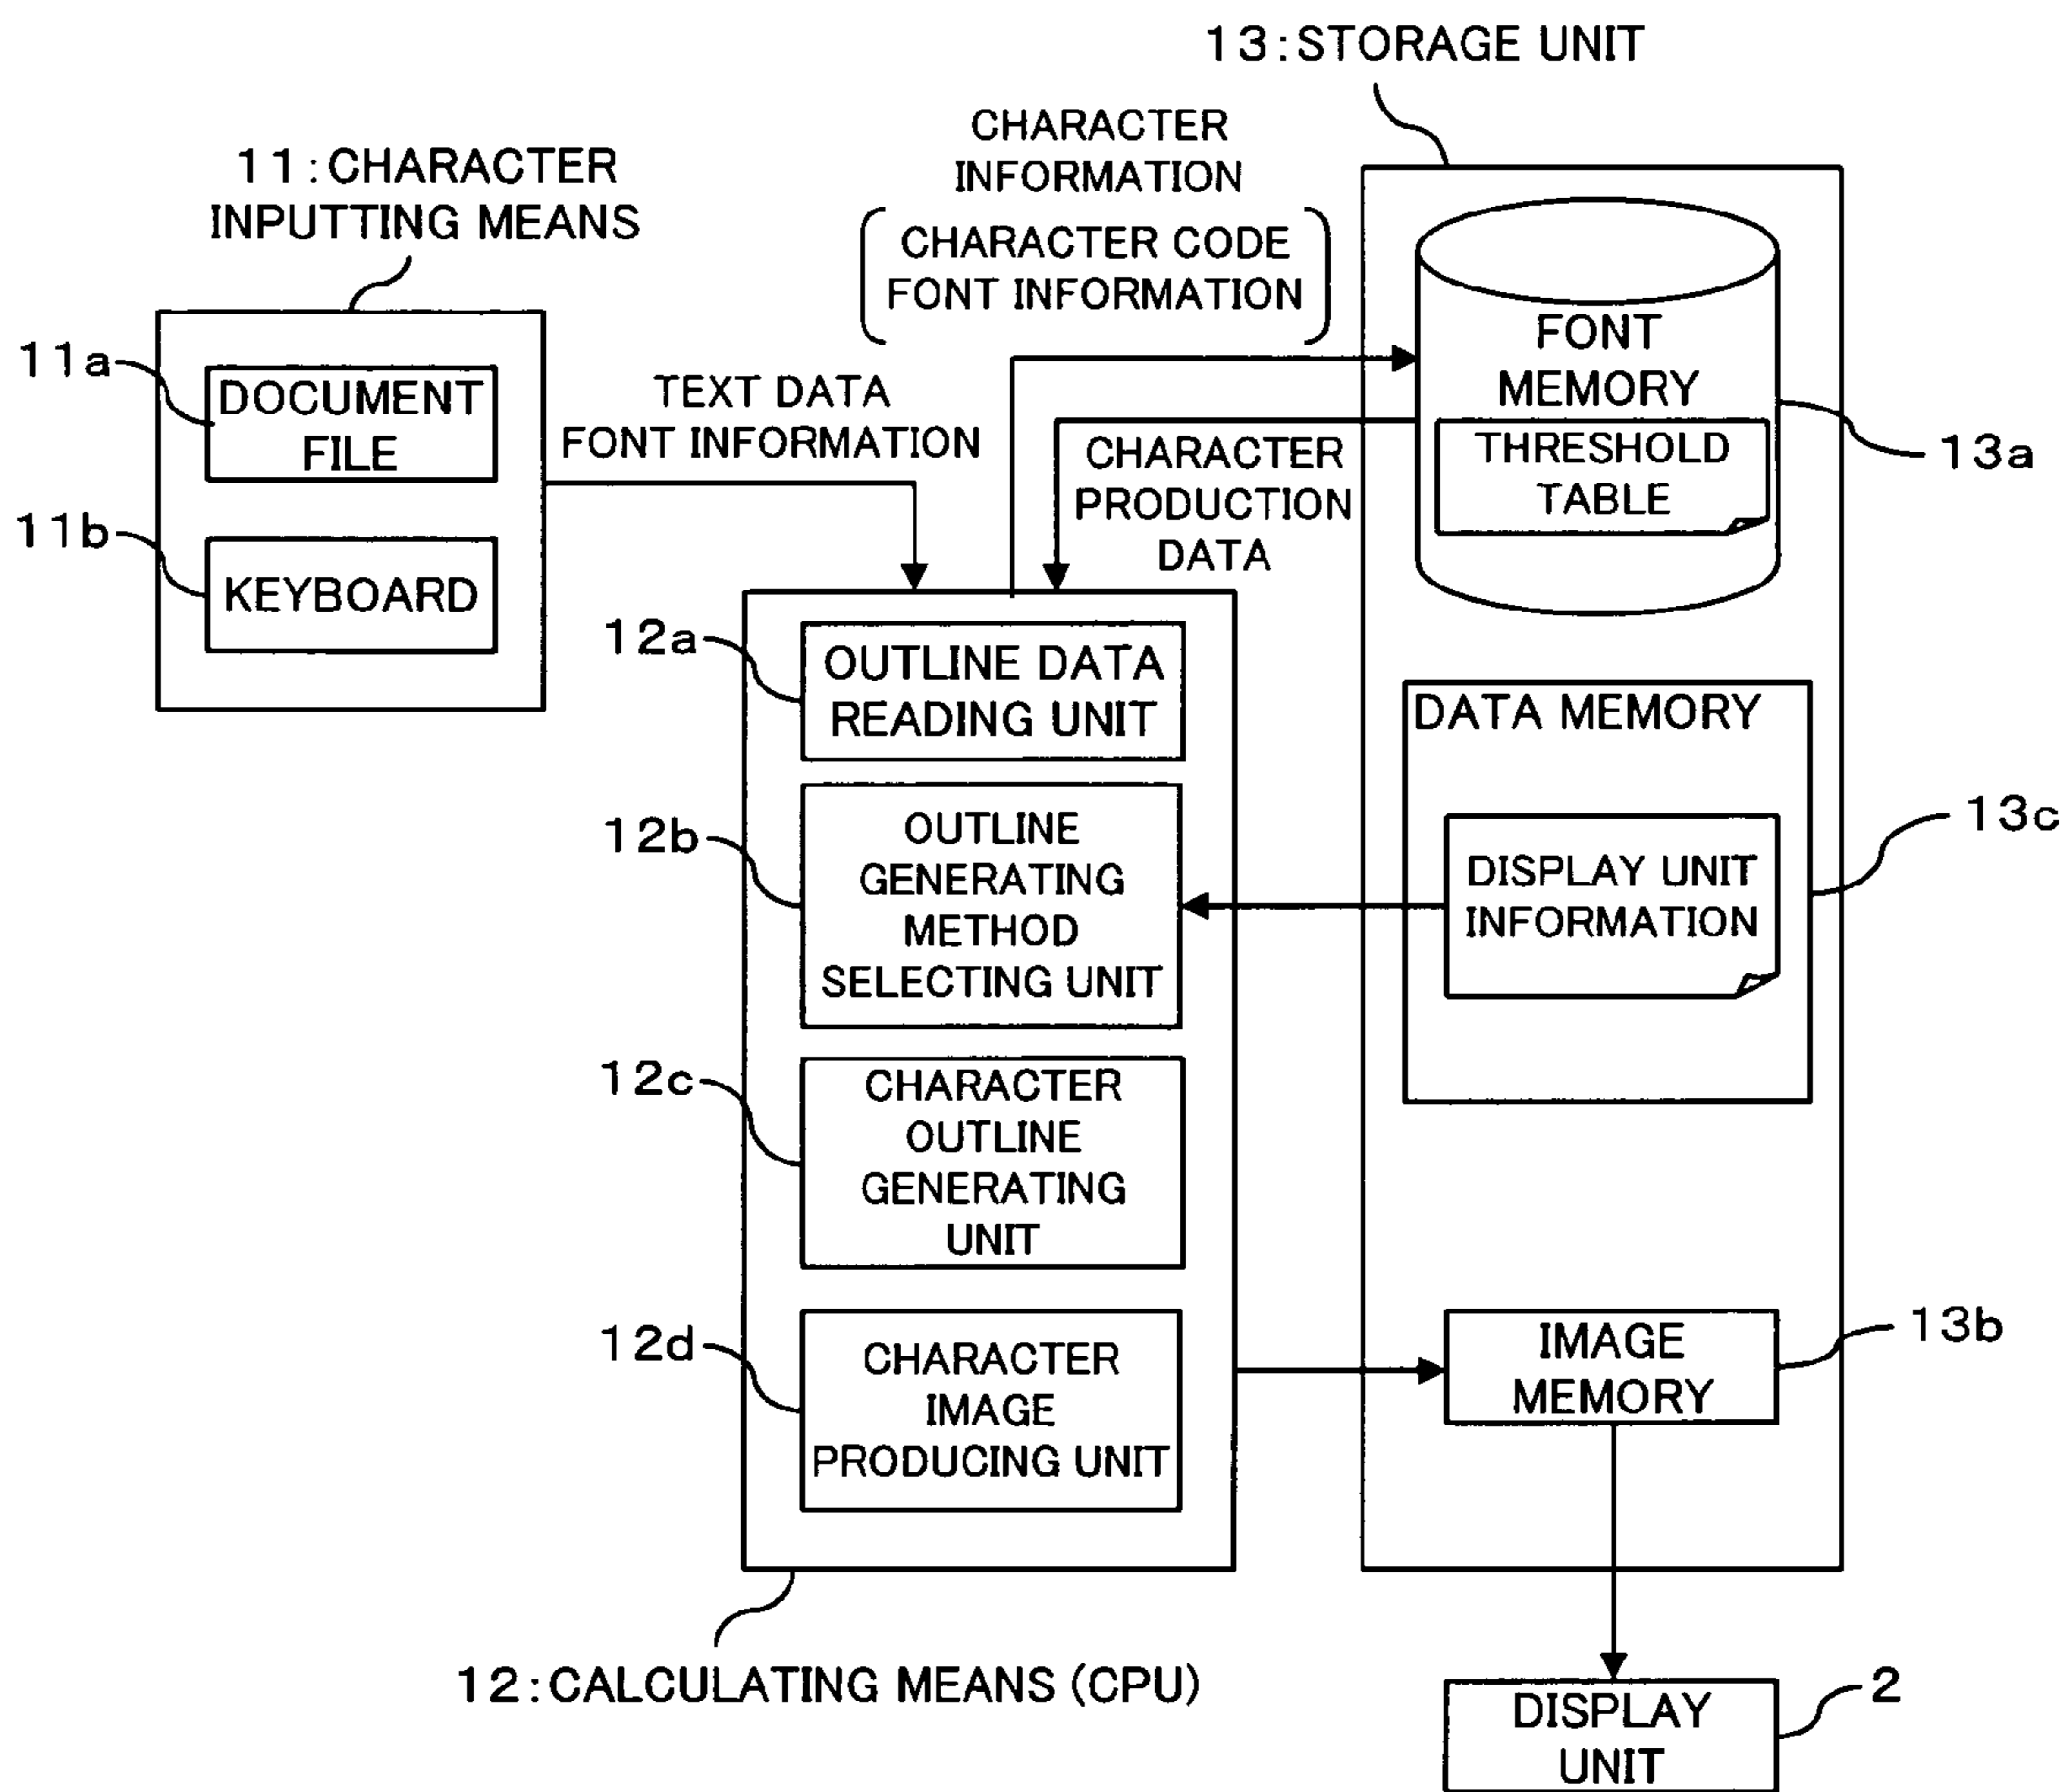 13:STORAGE UNIT
CHARACTER
INFORMATION
CHARACTER CODE
FONT INFORMATION
11:CHARACTER
INPUTTING MEANS
11a
DOCUMENT
FILE
11b
KEYBOARD
TEXT DATA
FONT INFORMATION
CHARACTER
PRODUCTION
DATA
FONT
MEMORY
THRESHOLD
TABLE
13a
12a
OUTLINE DATA
READING UNIT
12b
OUTLINE
GENERATING
METHOD
SELECTING UNIT
12c
CHARACTER
OUTLINE
GENERATING
UNIT
12d
CHARACTER
IMAGE
PRODUCING UNIT
12:CALCULATING MEANS (CPU)
DATA MEMORY
DISPLAY UNIT
INFORMATION
13c
IMAGE
MEMORY
13b
DISPLAY
UNIT
2